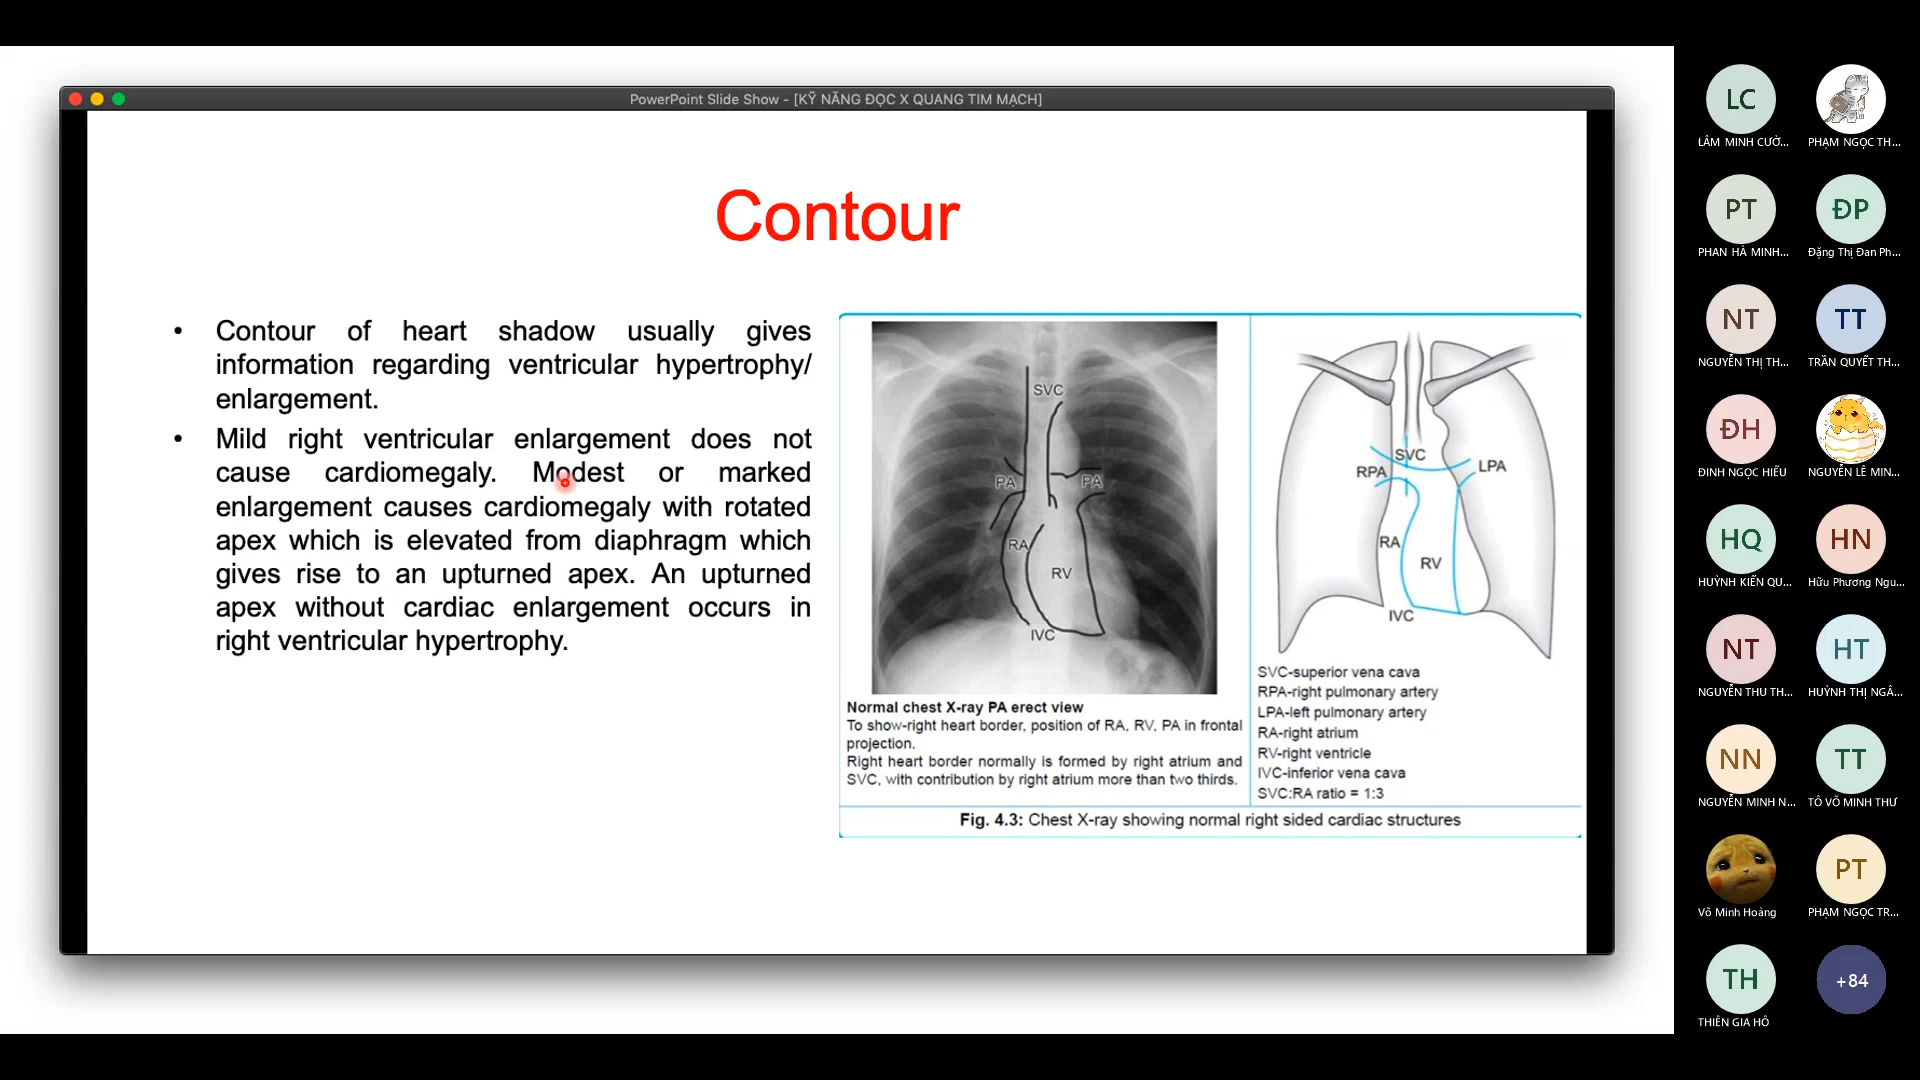 PowerPoint Slide Show - [KỸ NĂNG ĐỌC X QUANG TIM MẠCH]
Contour
• Contour of heart shadow usually gives
information regarding ventricular hypertrophy/
enlargement.
• Mild right ventricular enlargement does not
cause cardiomegaly. Modest or marked
enlargement causes cardiomegaly with rotated
apex which is elevated from diaphragm which
gives rise to an upturned apex. An upturned
apex without cardiac enlargement occurs in
right ventricular hypertrophy.
SVC
PA
PA
RA
RV
IVC
Normal chest X-ray PA erect view
To show-right heart border, position of RA, RV, PA in frontal
projection.
Right heart border normally is formed by right atrium and
SVC, with contribution by right atrium more than two thirds.
SVC
RPA
LPA
RA
RV
IVC
SVC-superior vena cava
RPA-right pulmonary artery
LPA-left pulmonary artery
RA-right atrium
RV-right ventricle
IVC-inferior vena cava
SVC:RA ratio = 1:3
Fig. 4.3: Chest X-ray showing normal right sided cardiac structures
LC
LÂM MINH CƯỜ...
PHẠM NGỌC TH...
PT
PHAN HÀ MINH...
ĐP
Đặng Thị Đan Ph...
NT
NGUYỄN THỊ TH...
TT
TRẦN QUYẾT TH...
ĐH
ĐINH NGỌC HIẾU
NGUYỄN LÊ MIN...
HQ
HUỲNH KIẾN QU...
HN
Hữu Phương Ngu...
NT
NGUYỄN THU TH...
HT
HUỲNH THỊ NGÂ...
NN
NGUYỄN MINH N...
TT
TÔ VÕ MINH THƯ
Võ Minh Hoàng
PT
PHẠM NGỌC TR...
TH
THIÊN GIA HÔ
+84